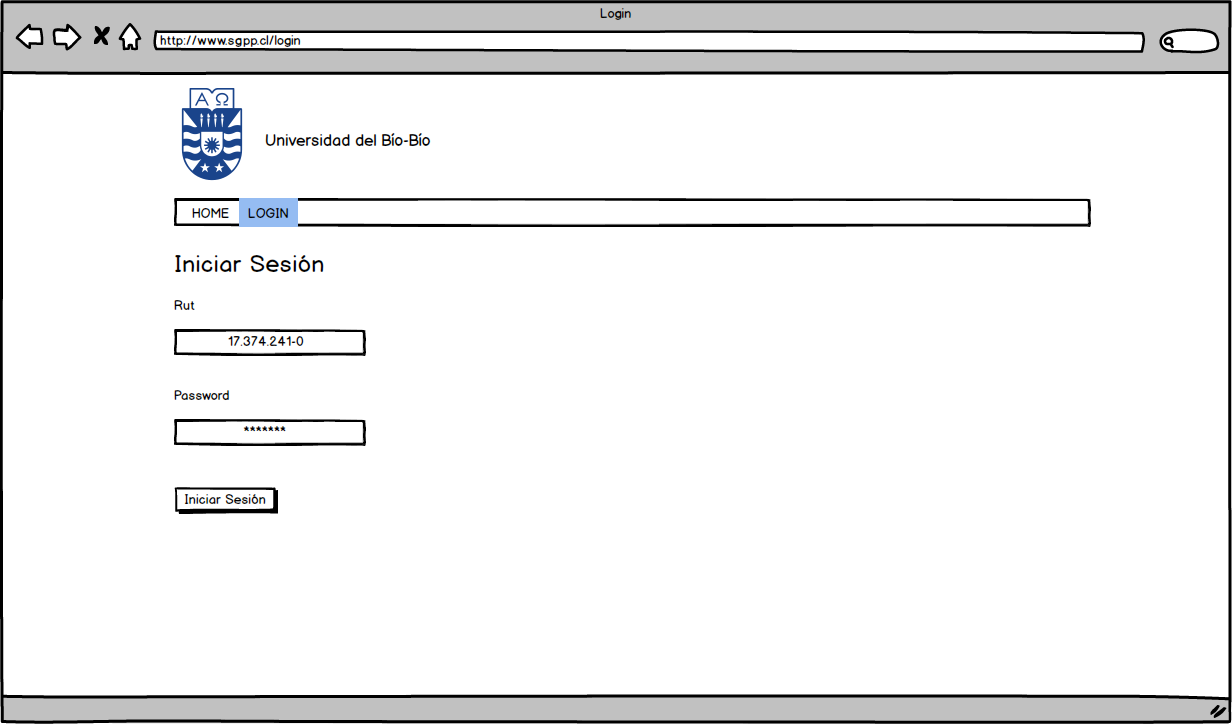 Login
http://www.sgpp.cl/login
Α Ω
Universidad del Bío-Bío
HOME LOGIN
Iniciar Sesión
Rut
17.374.241-0
Password
*******
Iniciar Sesión